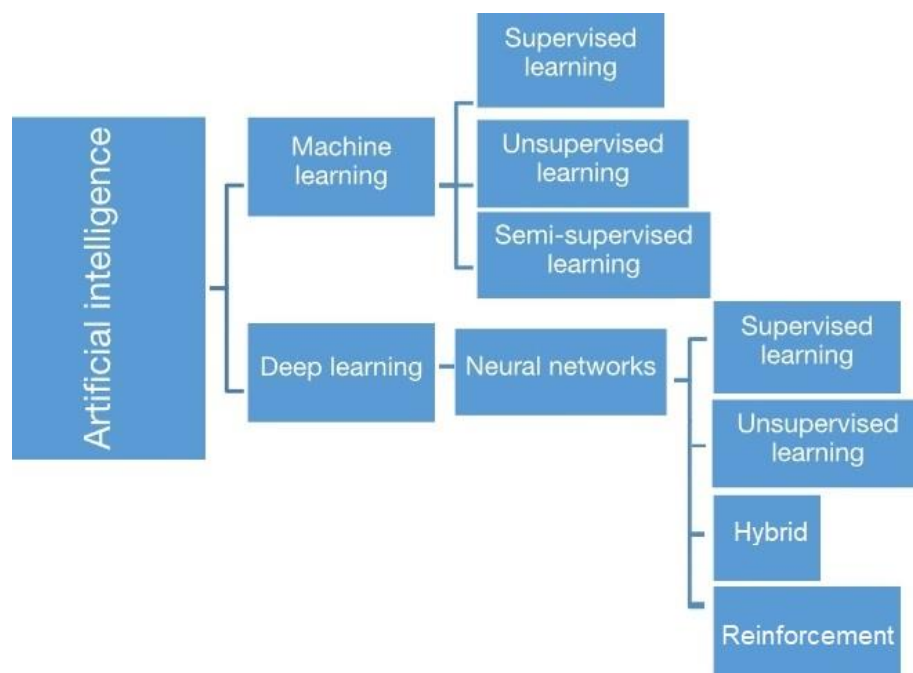 Artificial intelligence
Machine
learning
Supervised
learning
Unsupervised
learning
Semi-supervised
learning
Deep learning
Neural networks
Supervised
learning
Unsupervised
learning
Hybrid
Reinforcement